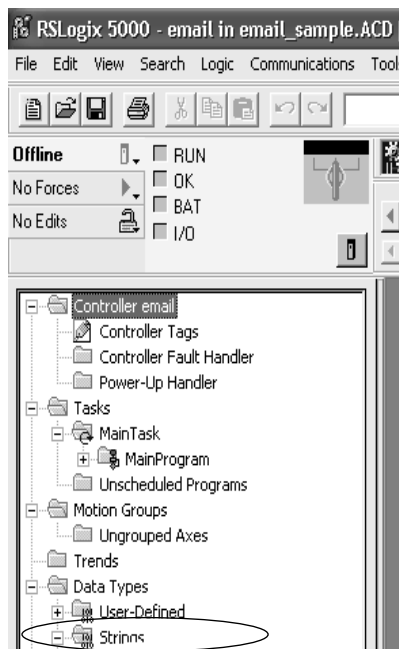 RSLogix 5000 - email in email_sample.ACD
File Edit View Search Logic Communications Tool
Offline
RUN
No Forces
OK
No Edits
BAT
I/O
Controller email
Controller Tags
Controller Fault Handler
Power-Up Handler
Tasks
MainTask
MainProgram
Unscheduled Programs
Motion Groups
Ungrouped Axes
Trends
Data Types
User-Defined
Strings